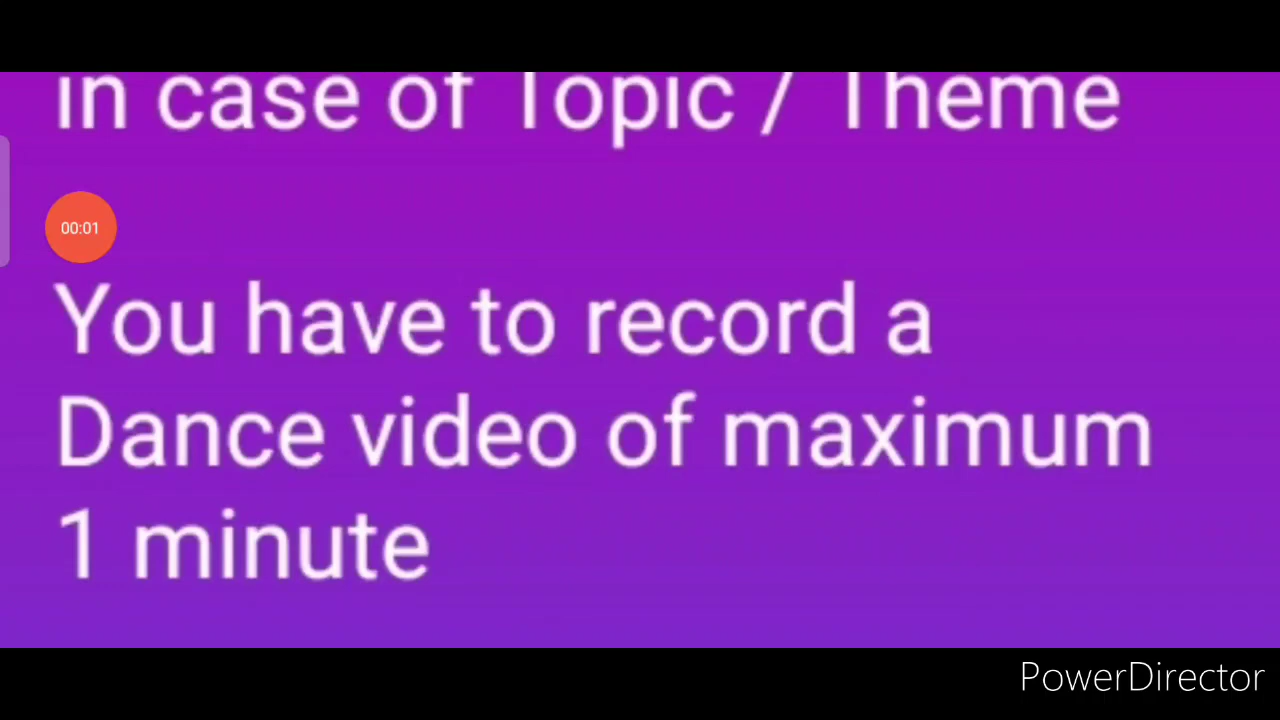 in case of Topic / Theme
00:01
You have to record a
Dance video of maximum
1 minute
PowerDirector